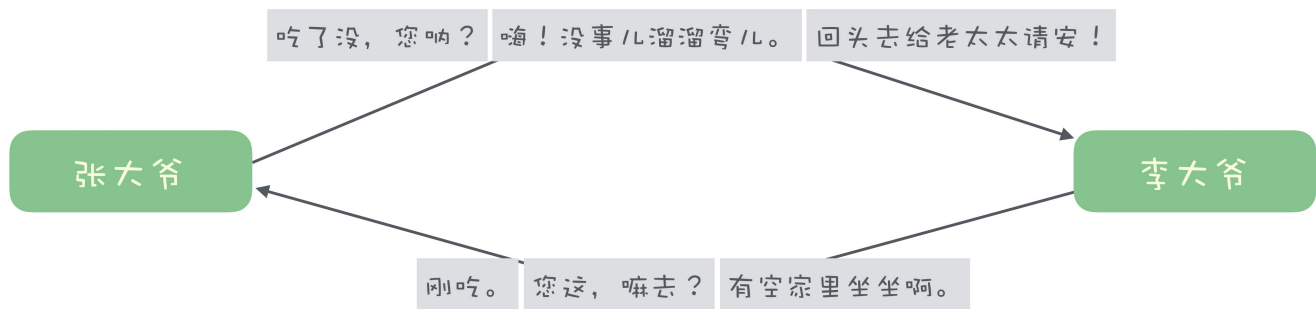 吃了没，您呐？ 嗨！没事儿溜溜弯儿。 回头去给老太太请安！
张大爷
李大爷
刚吃。 您这，嘛去？ 有空家里坐坐啊。